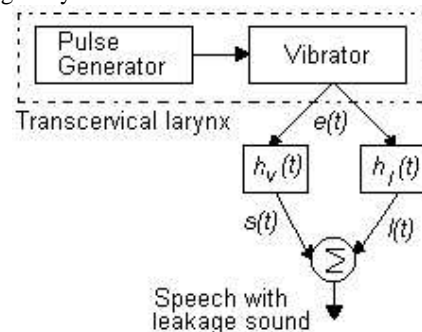 Pulse
Generator
Vibrator
Transcervical larynx
e(t)
hv(t)
hl(t)
s(t)
l(t)
Σ
Speech with
leakage sound